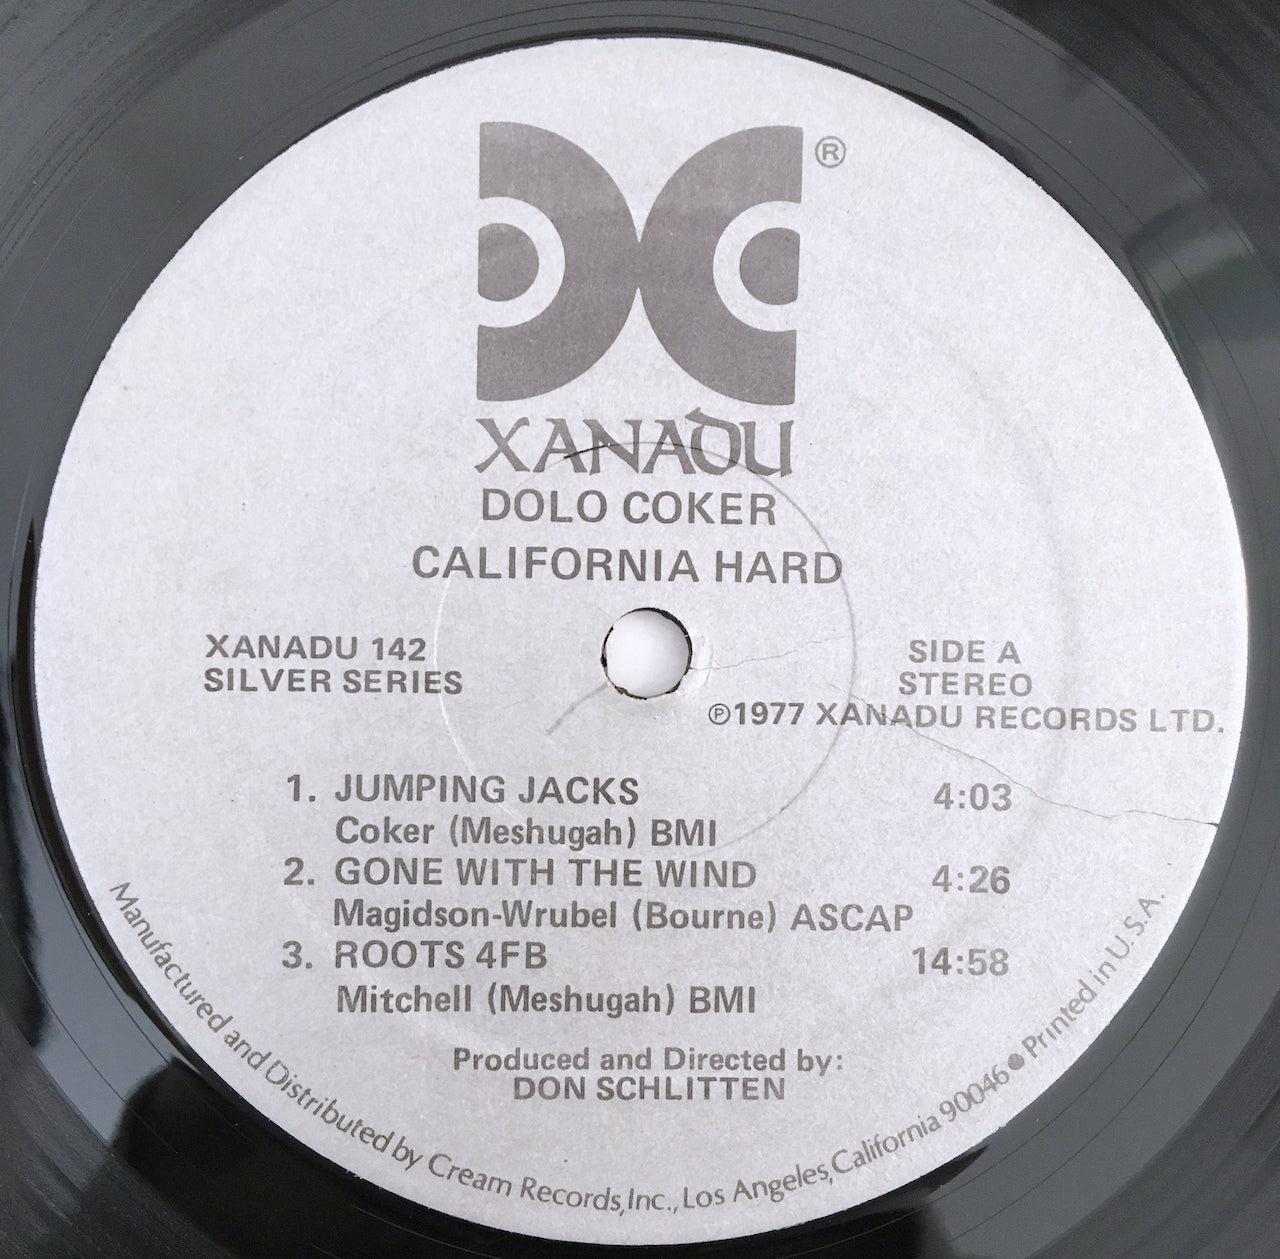 ®
XANADU
DOLO COKER
CALIFORNIA HARD
XANADU 142
SILVER SERIES
SIDE A
STEREO
℗1977 XANADU RECORDS LTD.
1. JUMPING JACKS 4:03
Coker (Meshugah) BMI
2. GONE WITH THE WIND 4:26
Magidson-Wrubel (Bourne) ASCAP
3. ROOTS 4FB 14:58
Mitchell (Meshugah) BMI
Produced and Directed by:
DON SCHLITTEN
Manufactured and Distributed by Cream Records, Inc., Los Angeles, California 90046 ● Printed in U.S.A.